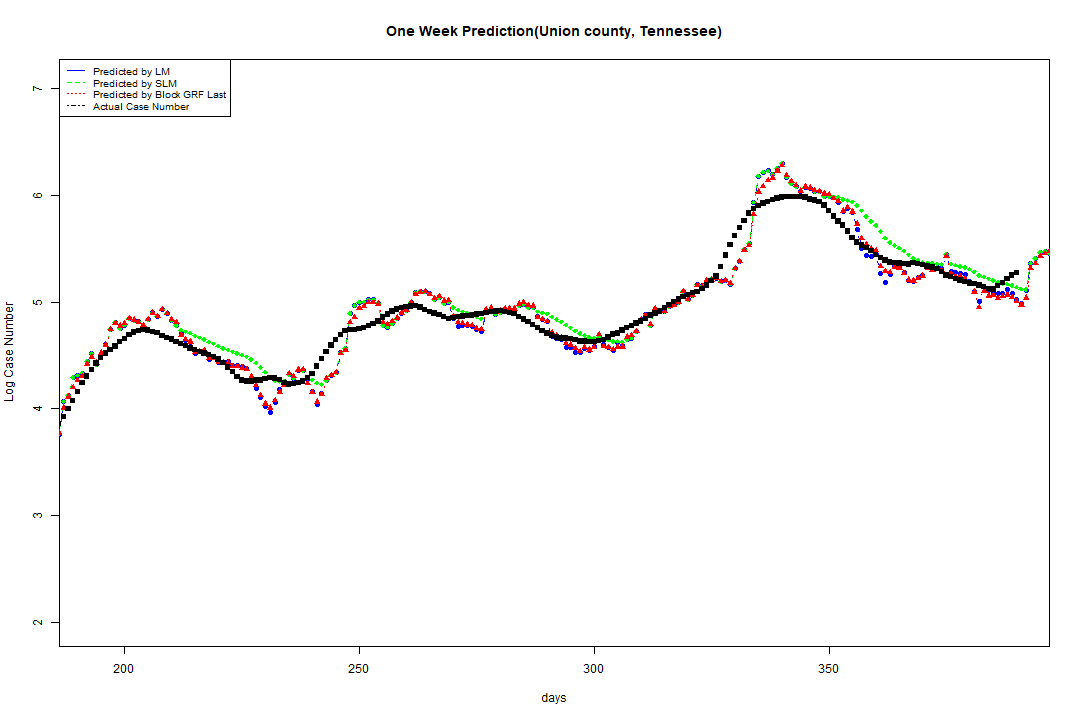 One Week Prediction(Union county, Tennessee)
Predicted by LM
Predicted by SLM
Predicted by Block GRF Last
Actual Case Number
7
6
5
4
3
2
Log Case Number
200 250 300 350
days